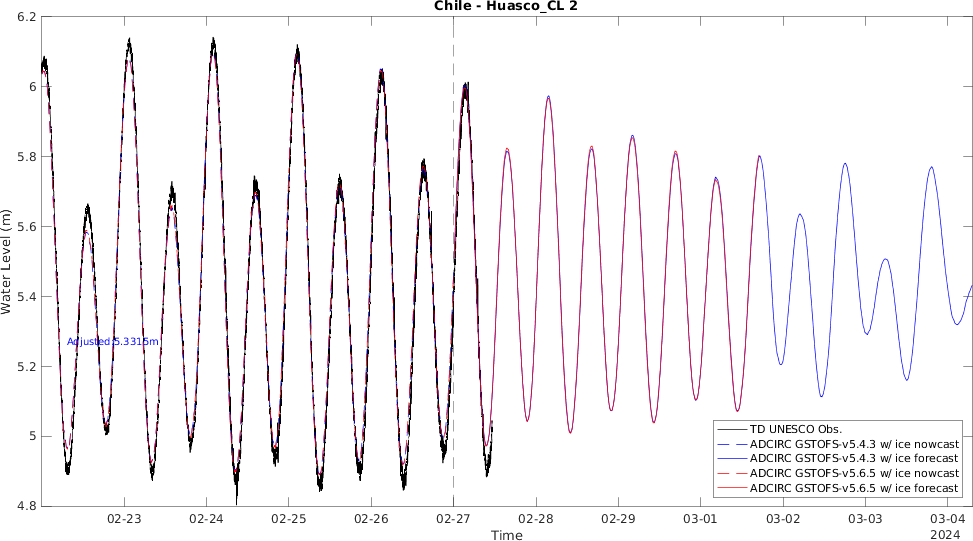 Chile - Huasco_CL 2
6.2
6
5.8
5.6
5.4
5.2
5
4.8
Water Level (m)
Adjusted:5.3315m
TD UNESCO Obs.
ADCIRC GSTOFS-v5.4.3 w/ ice nowcast
ADCIRC GSTOFS-v5.4.3 w/ ice forecast
ADCIRC GSTOFS-v5.6.5 w/ ice nowcast
ADCIRC GSTOFS-v5.6.5 w/ ice forecast
02-23 02-24 02-25 02-26 02-27 02-28 02-29 03-01 03-02 03-03 03-04
Time 2024